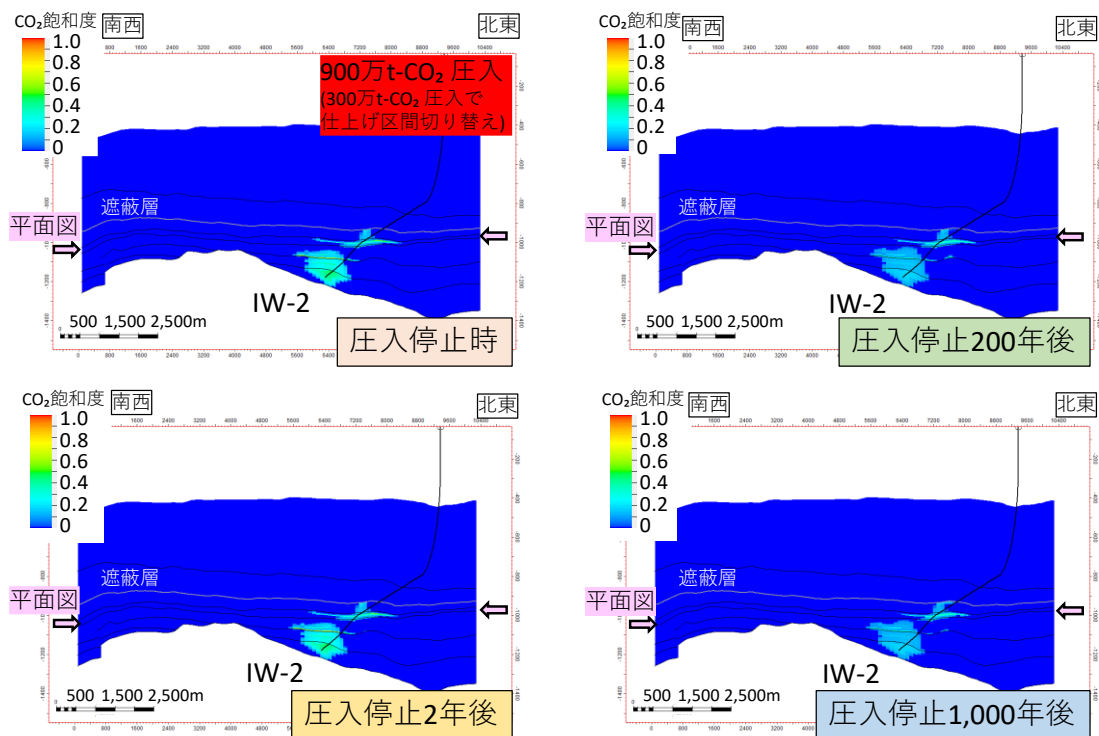 CO₂飽和度
南西
北東
1.0
0.8
0.6
0.4
0.2
0
900万t-CO₂ 圧入
(300万t-CO₂ 圧入で
仕上げ区間切り替え)
遮蔽層
平面図
IW-2
500 1,500 2,500m
圧入停止時
CO₂飽和度
南西
北東
1.0
0.8
0.6
0.4
0.2
0
遮蔽層
平面図
IW-2
500 1,500 2,500m
圧入停止200年後
CO₂飽和度
南西
北東
1.0
0.8
0.6
0.4
0.2
0
遮蔽層
平面図
IW-2
500 1,500 2,500m
圧入停止2年後
CO₂飽和度
南西
北東
1.0
0.8
0.6
0.4
0.2
0
遮蔽層
平面図
IW-2
500 1,500 2,500m
圧入停止1,000年後